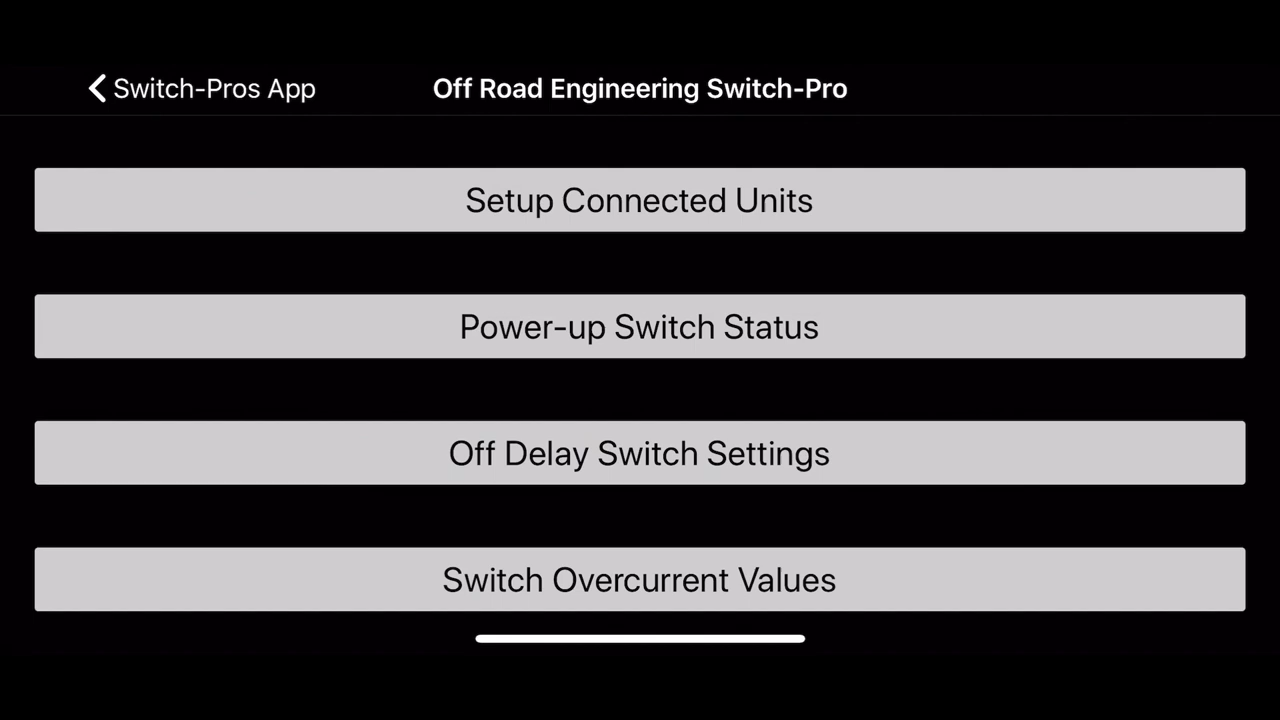 Switch-Pros App
Off Road Engineering Switch-Pro
Setup Connected Units
Power-up Switch Status
Off Delay Switch Settings
Switch Overcurrent Values